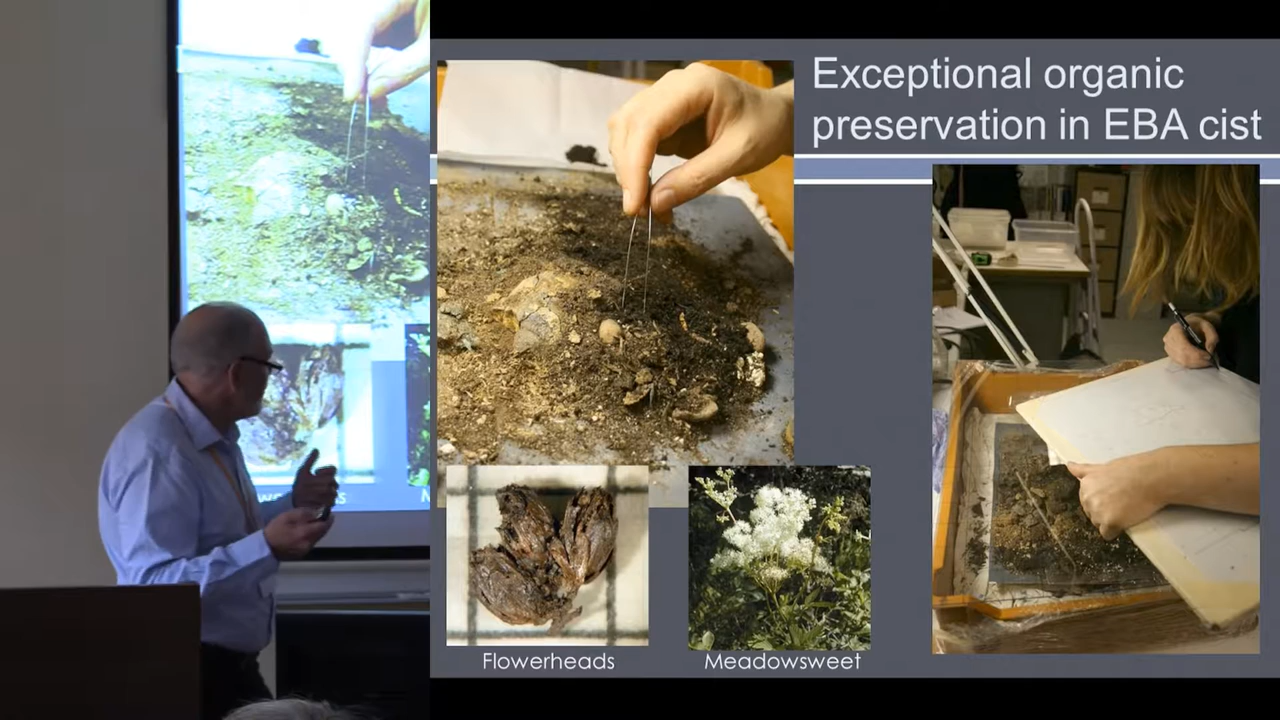 Exceptional organic
preservation in EBA cist
Flowerheads
Meadowsweet